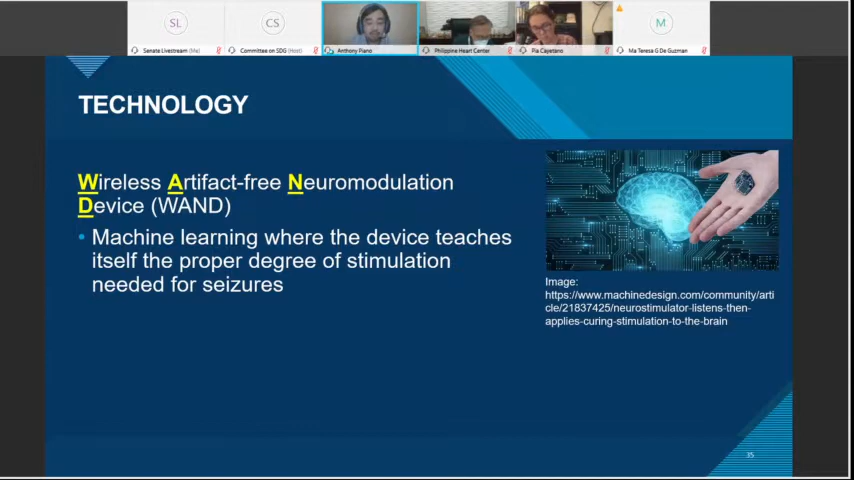 SL
CS
M
Senate Livestream (Me)
Committee on SDG (Host)
Anthony Piano
Philippine Heart Center
Pia Cayetano
Ma Teresa G De Guzman
TECHNOLOGY
Wireless Artifact-free Neuromodulation
Device (WAND)
• Machine learning where the device teaches
itself the proper degree of stimulation
needed for seizures
Image:
https://www.machinedesign.com/community/arti
cle/21837425/neurostimulator-listens-then-
applies-curing-stimulation-to-the-brain
35